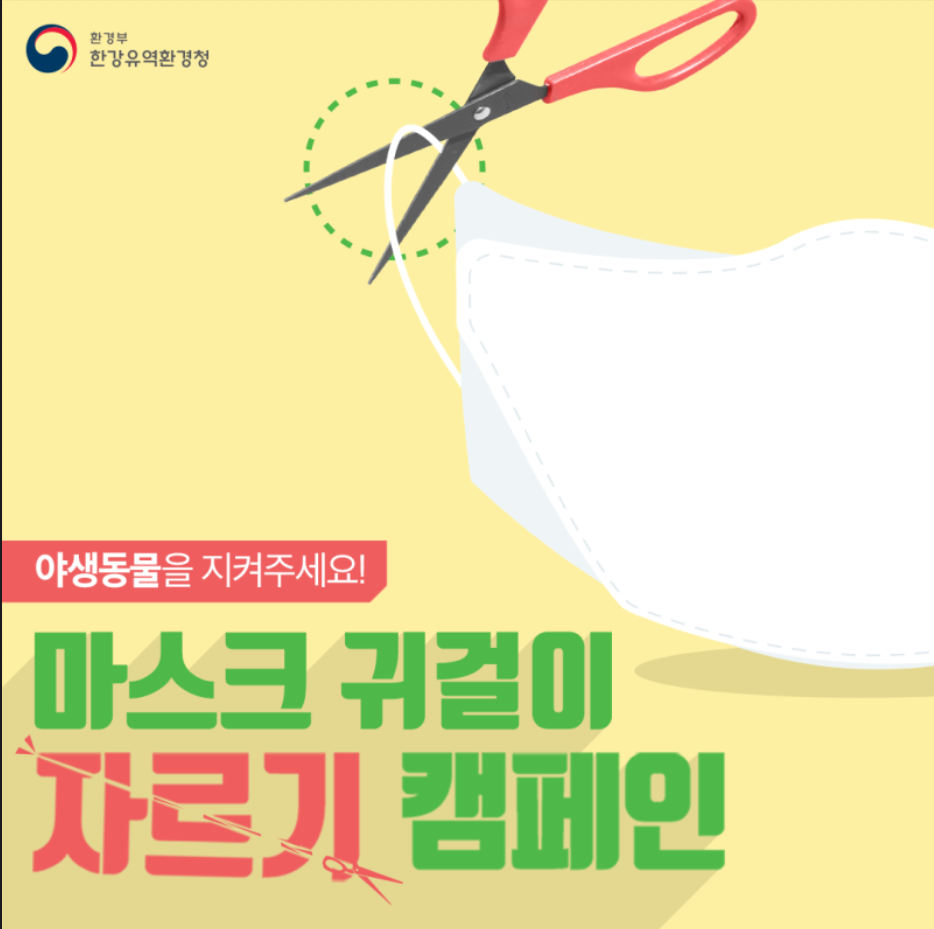 환경부
한강유역환경청
야생동물을 지켜주세요!
마스크 귀걸이
자르기 캠페인